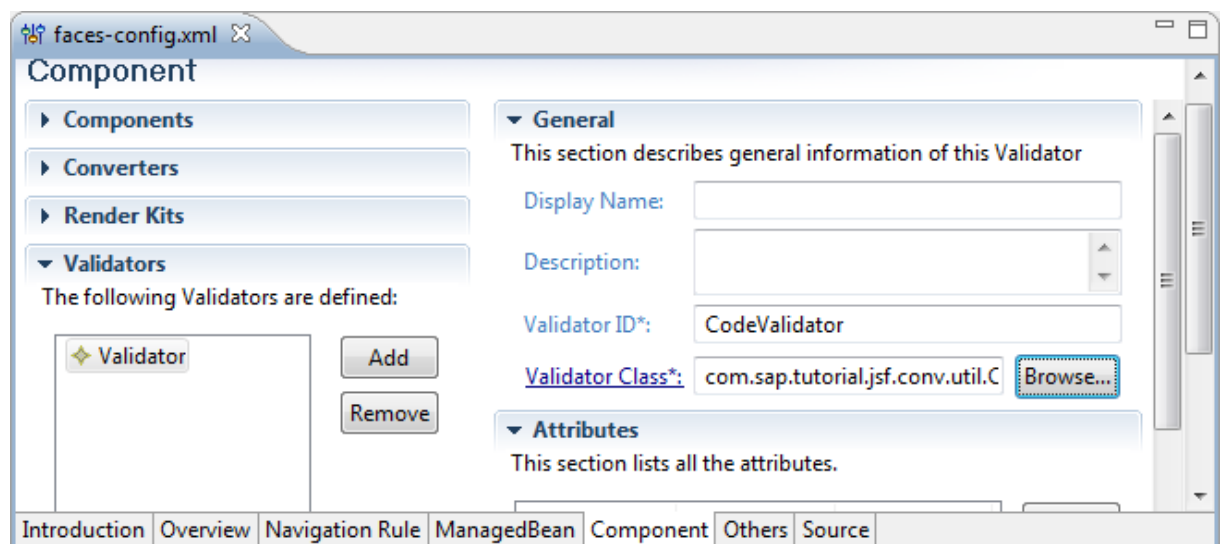 faces-config.xml
Component
Components
Converters
Render Kits
Validators
The following Validators are defined:
Validator
Add
Remove
General
This section describes general information of this Validator
Display Name:
Description:
Validator ID*: CodeValidator
Validator Class*: com.sap.tutorial.jsf.conv.util.C Browse...
Attributes
This section lists all the attributes.
Introduction Overview Navigation Rule ManagedBean Component Others Source